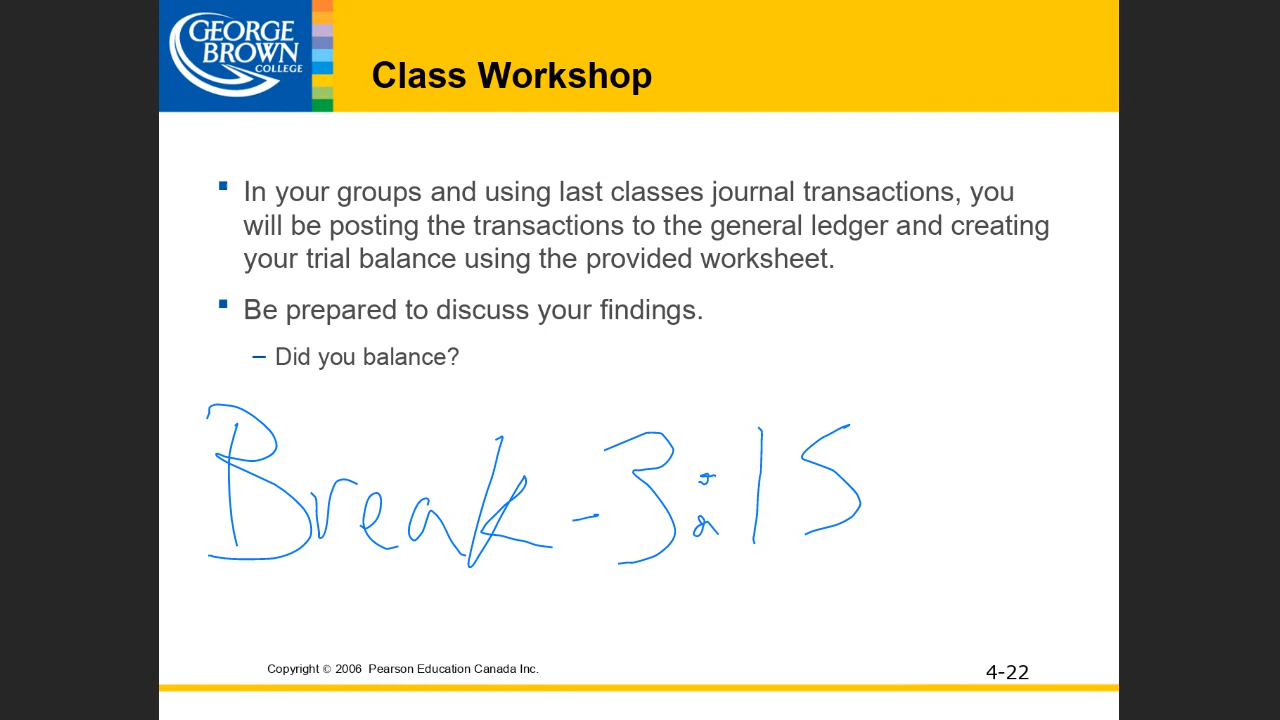 GEORGE
BROWN
COLLEGE
Class Workshop
In your groups and using last classes journal transactions, you
will be posting the transactions to the general ledger and creating
your trial balance using the provided worksheet.
Be prepared to discuss your findings.
– Did you balance?
Break - 3:15
Copyright © 2006 Pearson Education Canada Inc.
4-22